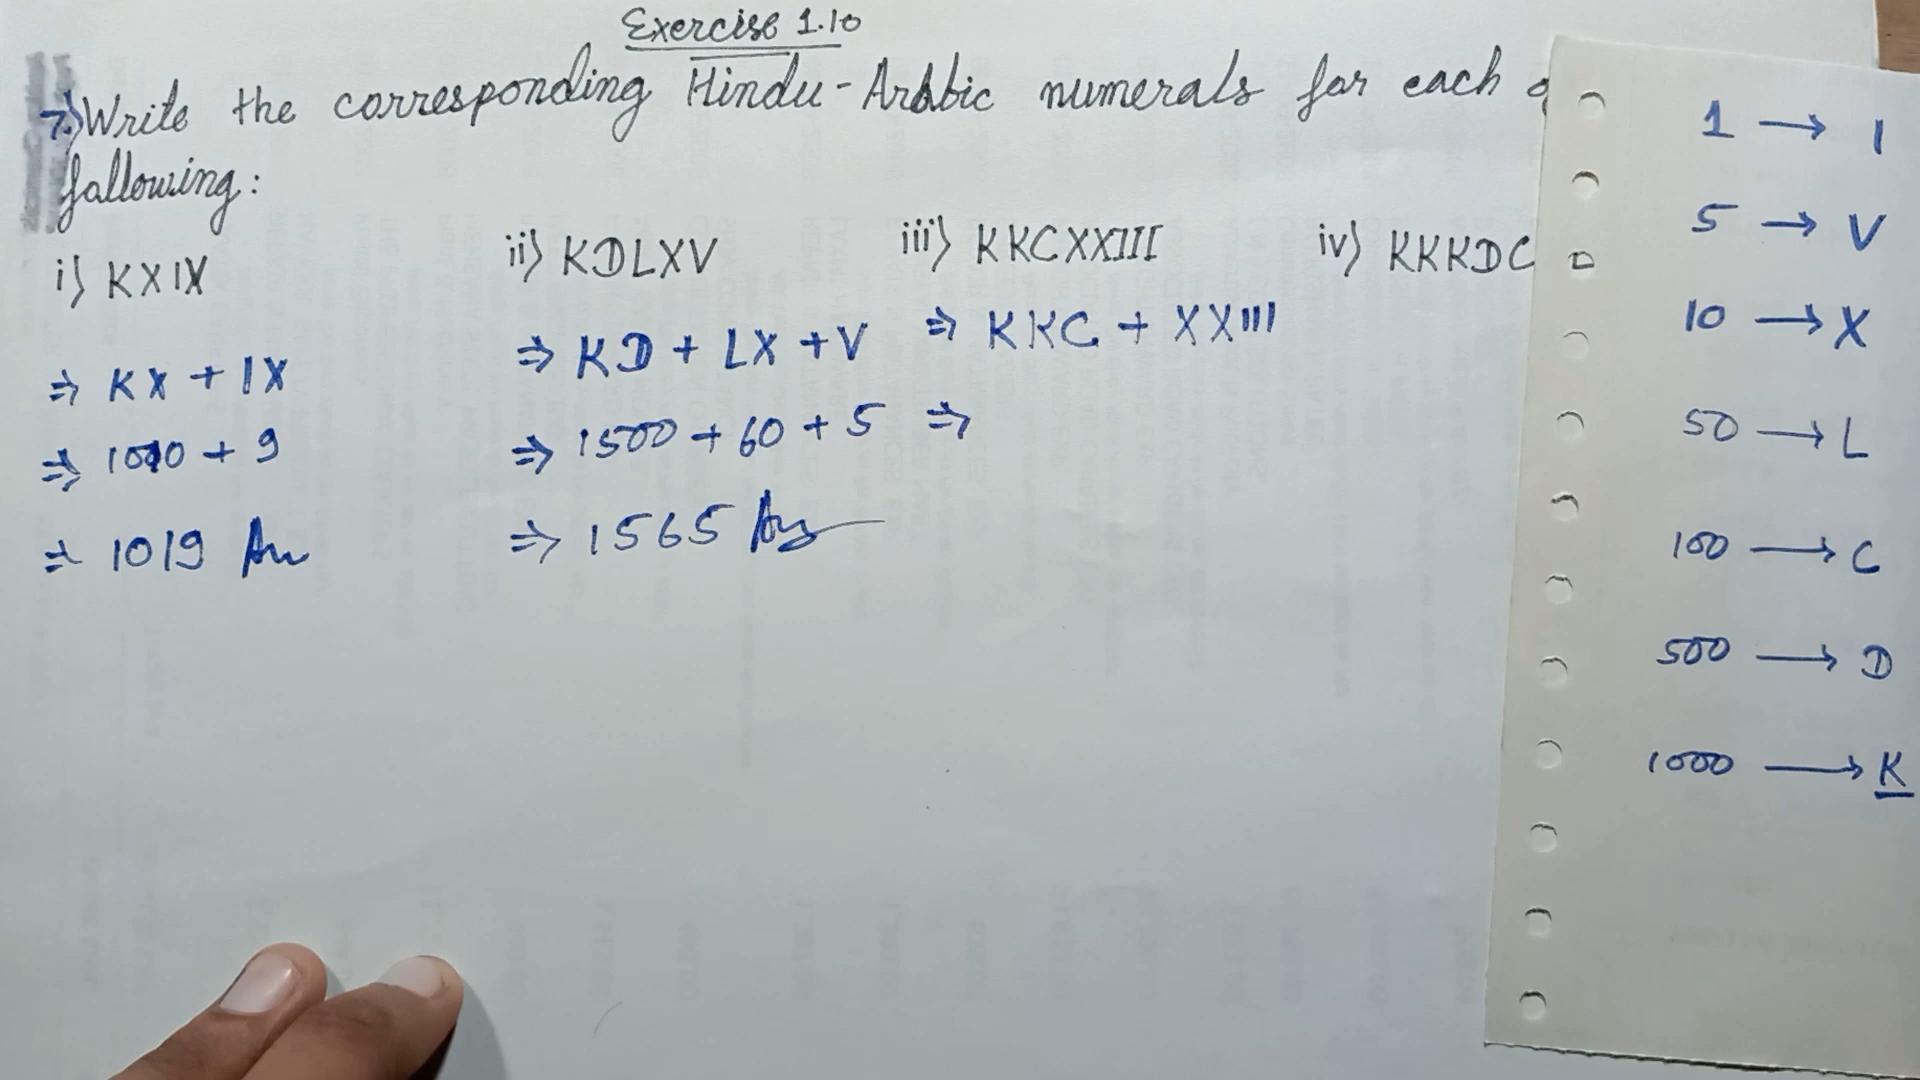 Exercise 1.10
7.) Write the corresponding Hindu-Arabic numerals for each
following:
i) KXIX
ii) KDLXV
iii) KKCXXIII
iv) KKKDC
⇒ KX + IX
⇒ 1010 + 9
⇒ 1019 An
⇒ KD + LX + V
⇒ 1500 + 60 + 5
⇒ 1565 Ans
⇒ KKC + XXIII
⇒
1 → I
5 → V
10 → X
50 → L
100 → C
500 → D
1000 → K